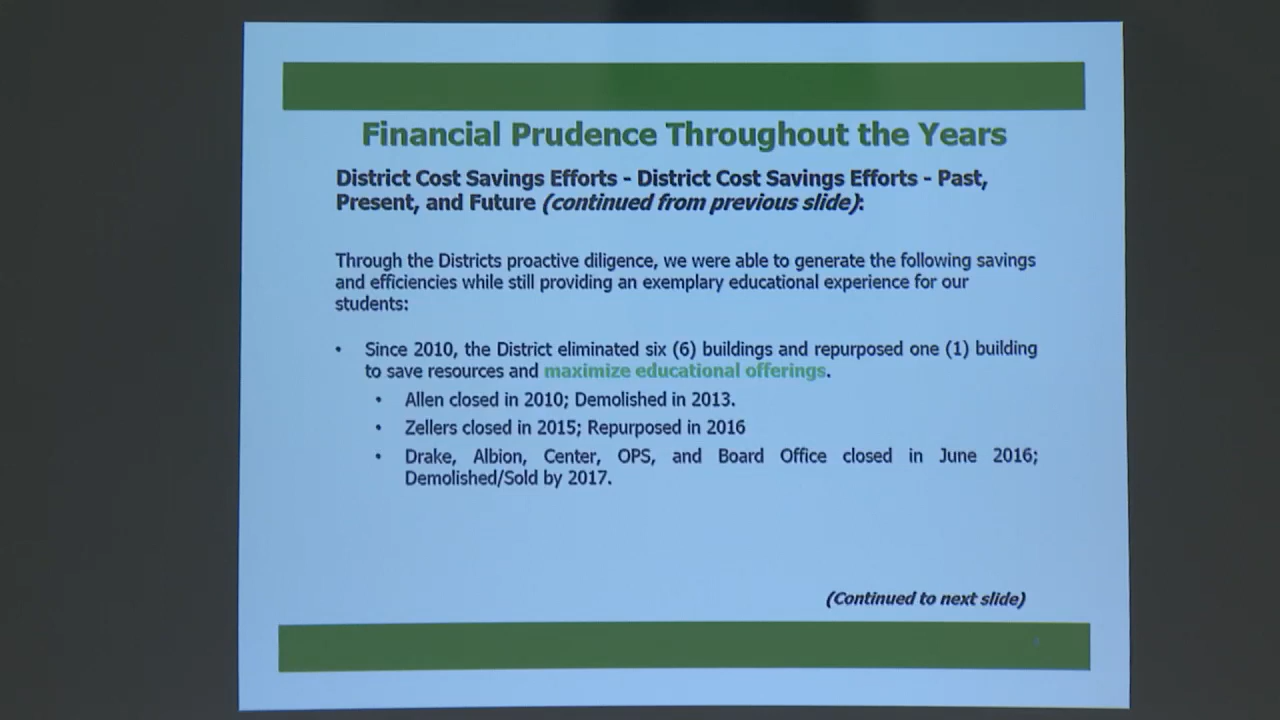 Financial Prudence Throughout the Years
District Cost Savings Efforts - District Cost Savings Efforts - Past,
Present, and Future (continued from previous slide):
Through the Districts proactive diligence, we were able to generate the following savings
and efficiencies while still providing an exemplary educational experience for our
students:
• Since 2010, the District eliminated six (6) buildings and repurposed one (1) building
to save resources and maximize educational offerings.
• Allen closed in 2010; Demolished in 2013.
• Zellers closed in 2015; Repurposed in 2016
• Drake, Albion, Center, OPS, and Board Office closed in June 2016;
Demolished/Sold by 2017.
(Continued to next slide)